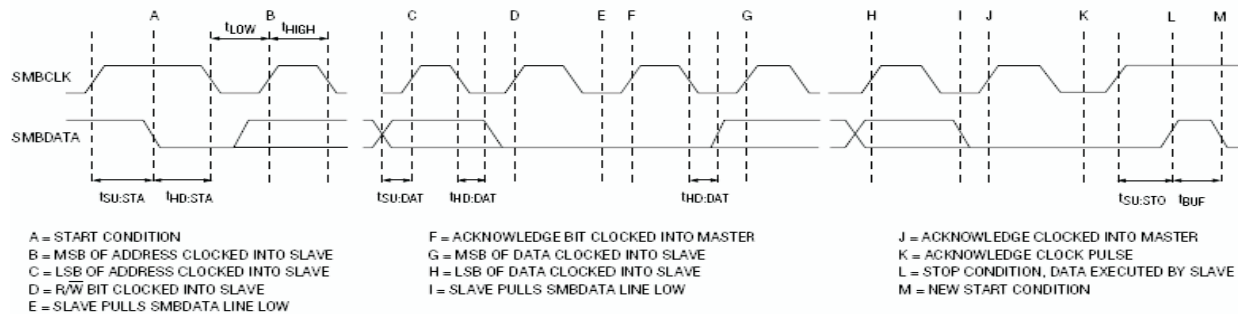 A B C D E F G H I J K L M
tLOW tHIGH
SMBCLK
SMBDATA
tSU:STA tHD:STA tSU:DAT tHD:DAT tHD:DAT tSU:STO tBUF
A = START CONDITION
B = MSB OF ADDRESS CLOCKED INTO SLAVE
C = LSB OF ADDRESS CLOCKED INTO SLAVE
D = R/W BIT CLOCKED INTO SLAVE
E = SLAVE PULLS SMBDATA LINE LOW
F = ACKNOWLEDGE BIT CLOCKED INTO MASTER
G = MSB OF DATA CLOCKED INTO SLAVE
H = LSB OF DATA CLOCKED INTO SLAVE
I = SLAVE PULLS SMBDATA LINE LOW
J = ACKNOWLEDGE CLOCKED INTO MASTER
K = ACKNOWLEDGE CLOCK PULSE
L = STOP CONDITION, DATA EXECUTED BY SLAVE
M = NEW START CONDITION